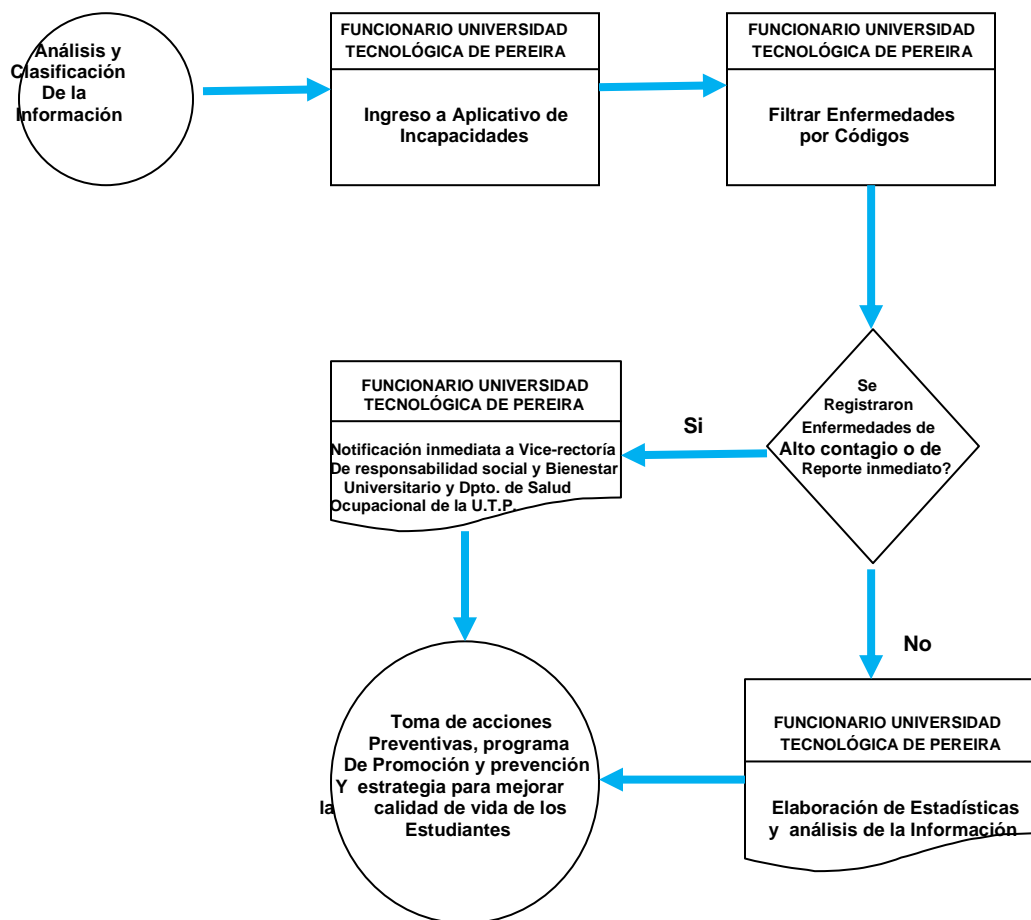 Análisis y
Clasificación
De la
Información
FUNCIONARIO UNIVERSIDAD
TECNOLÓGICA DE PEREIRA
Ingreso a Aplicativo de
Incapacidades
FUNCIONARIO UNIVERSIDAD
TECNOLÓGICA DE PEREIRA
Filtrar Enfermedades
por Códigos
Se
Registraron
Enfermedades de
Alto contagio o de
Reporte inmediato?
Si
FUNCIONARIO UNIVERSIDAD
TECNOLÓGICA DE PEREIRA
Notificación inmediata a Vice-rectoría
De responsabilidad social y Bienestar
Universitario y Dpto. de Salud
Ocupacional de la U.T.P.
No
FUNCIONARIO UNIVERSIDAD
TECNOLÓGICA DE PEREIRA
Elaboración de Estadísticas
y análisis de la Información
Toma de acciones
Preventivas, programa
De Promoción y prevención
Y estrategia para mejorar
la calidad de vida de los
Estudiantes